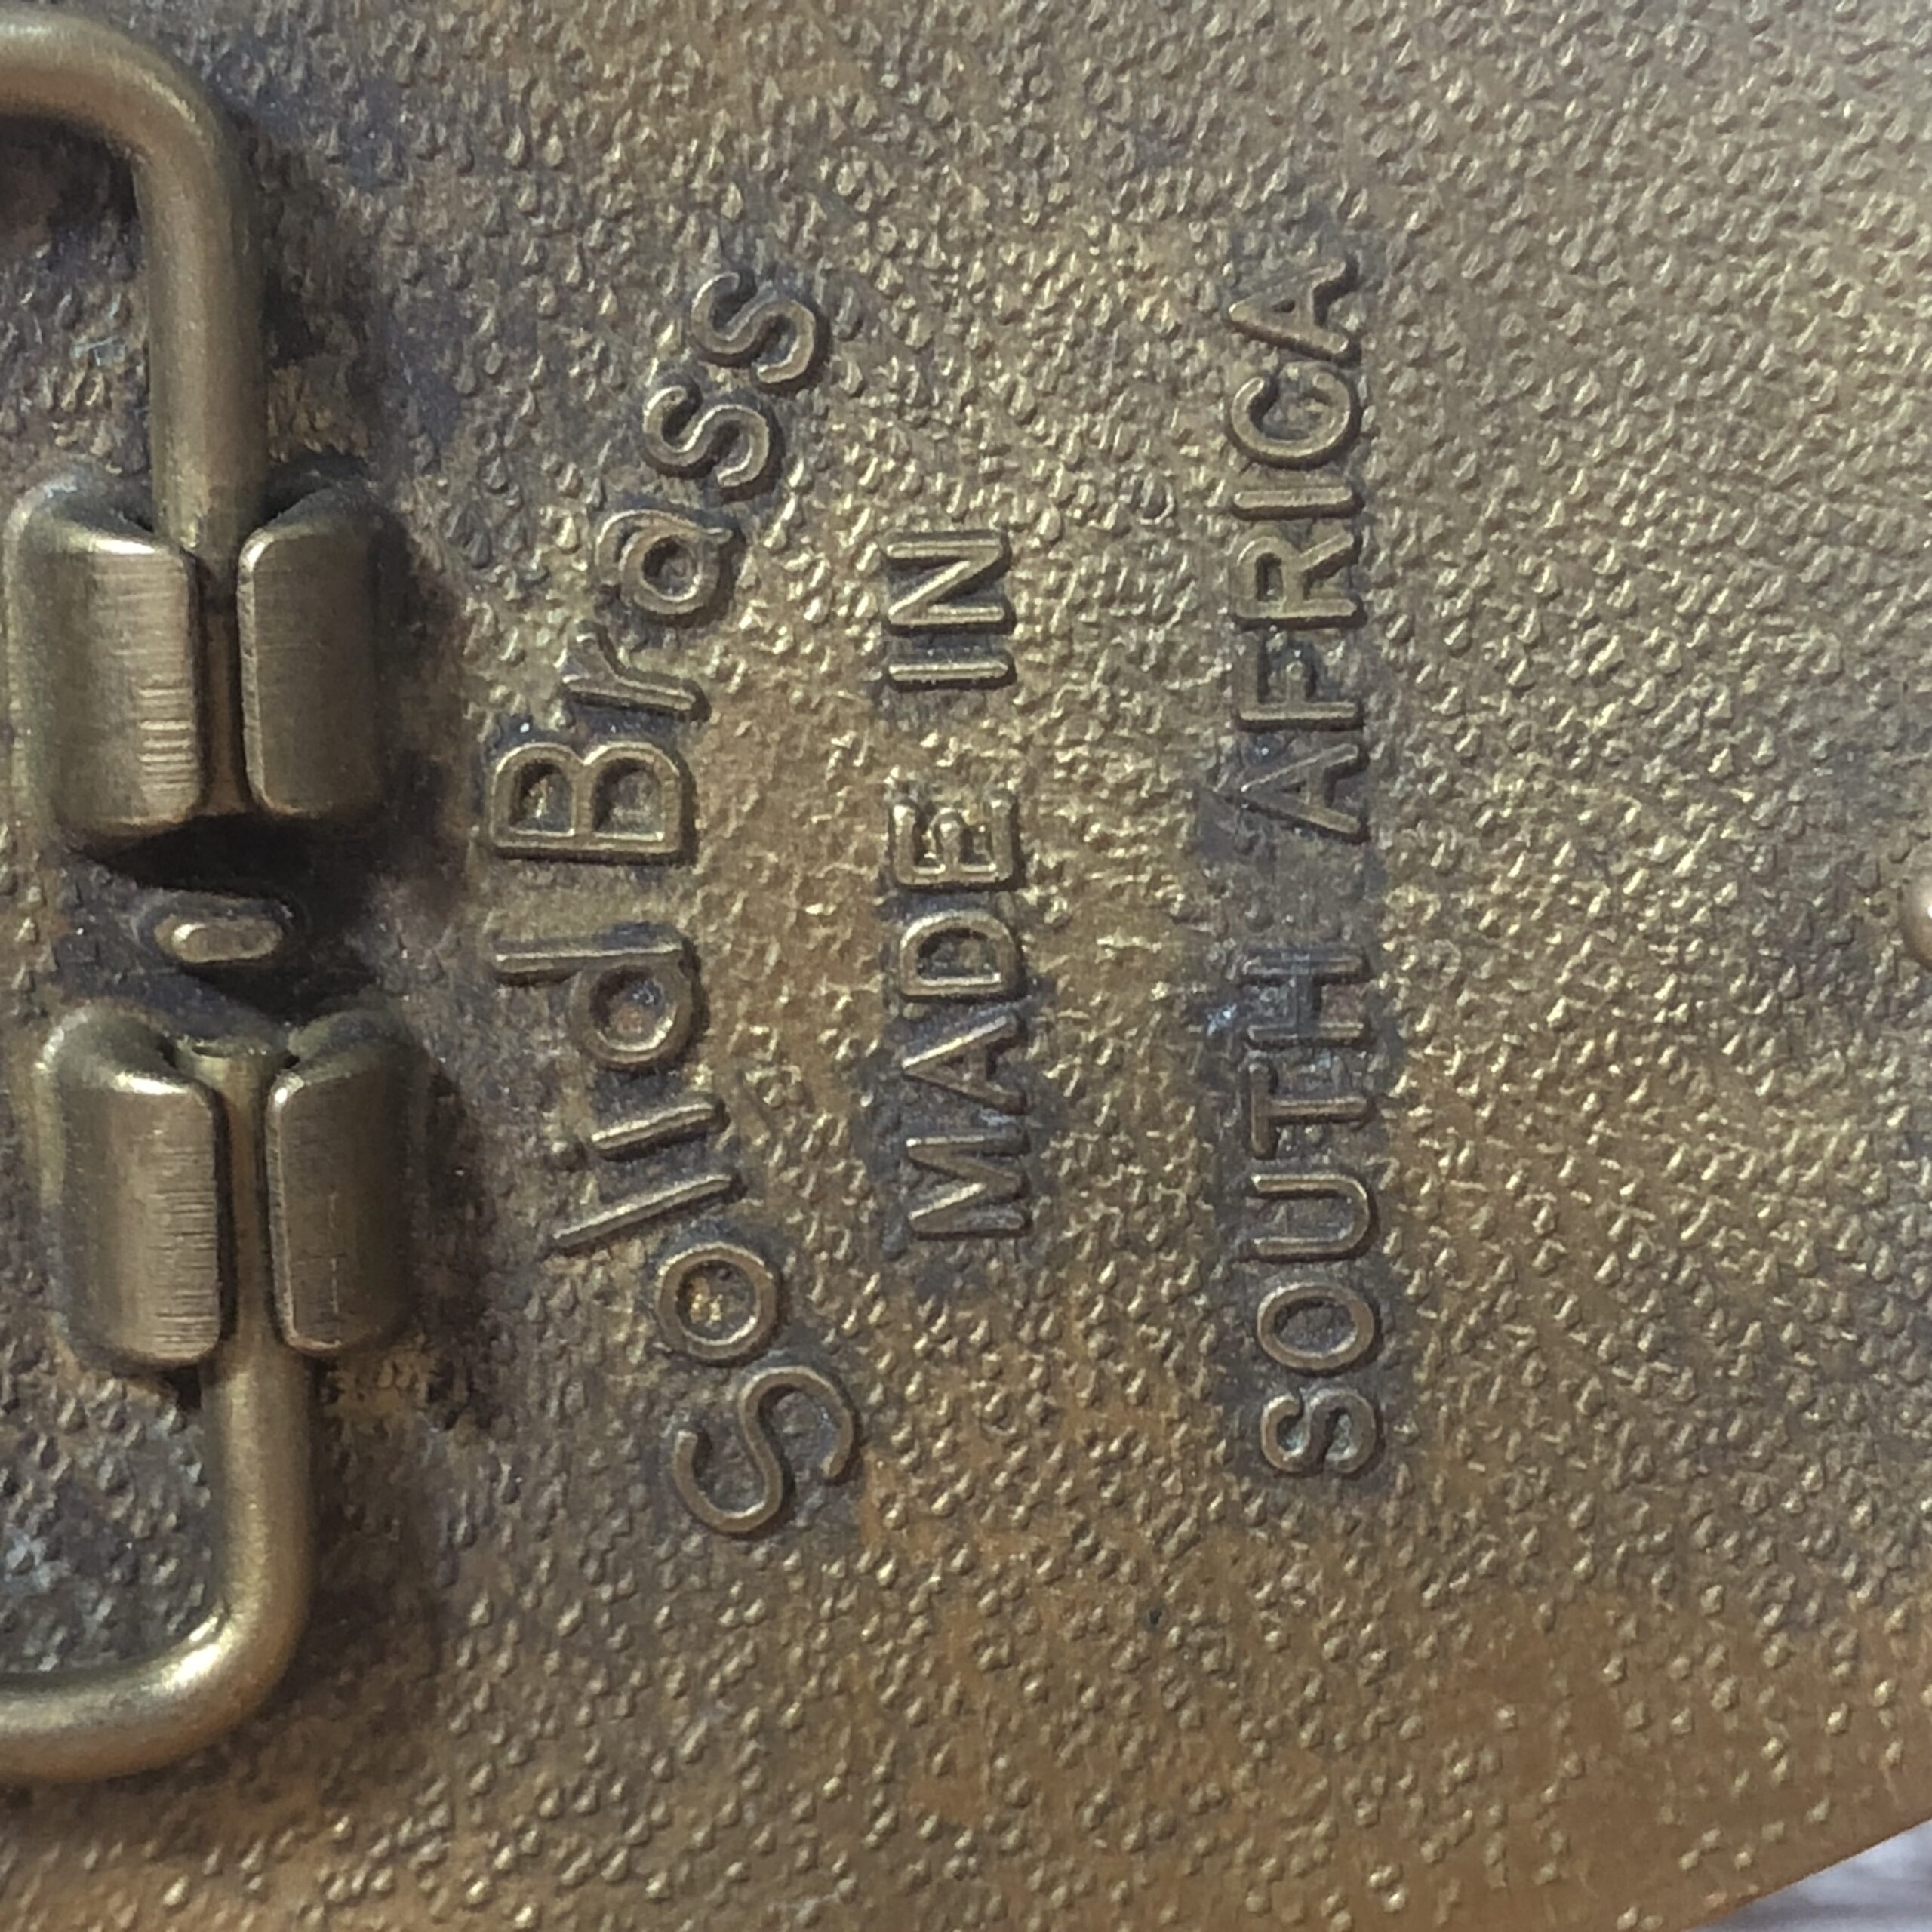 Solid Brass
MADE IN
SOUTH AFRICA